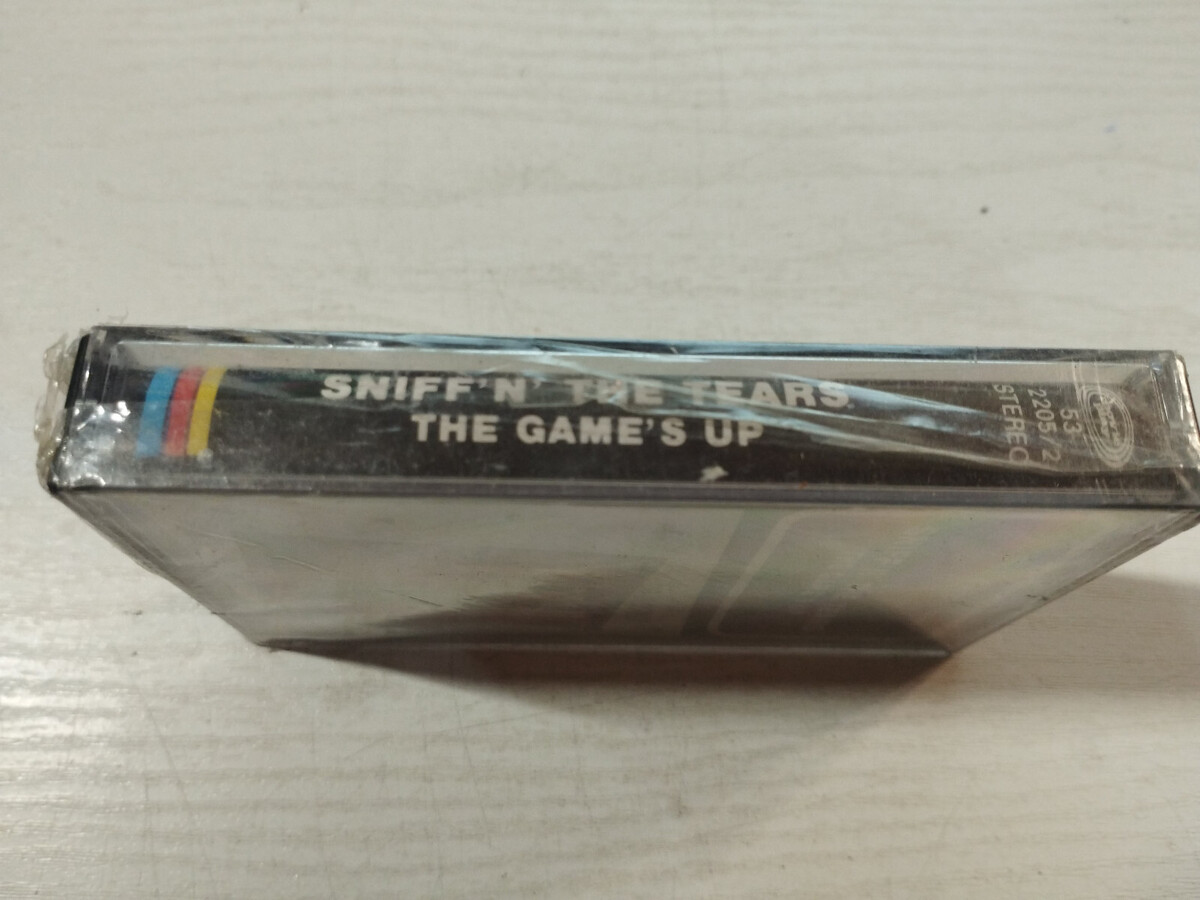 SNIFF'N' THE TEARS
THE GAME'S UP
53
2205/2
STEREO